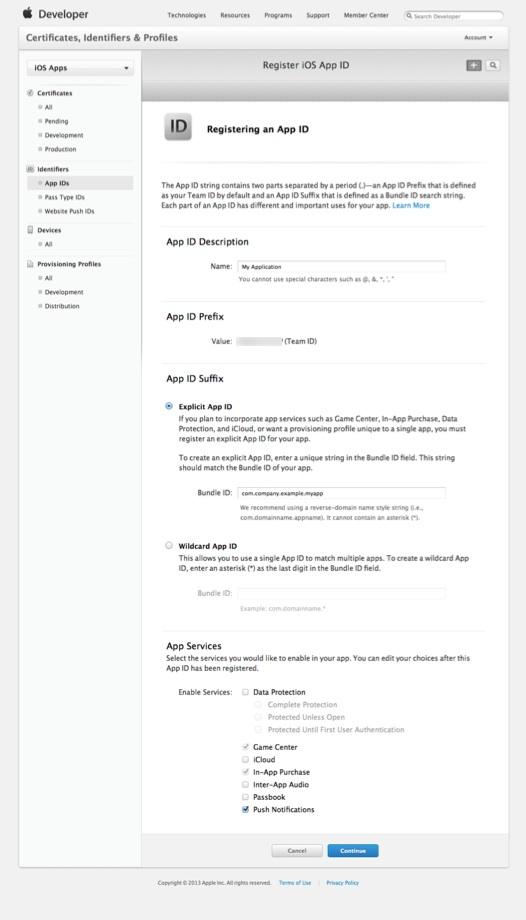 Developer
Technologies Resources Programs Support Member Center Search Developer
Certificates, Identifiers & Profiles Account
iOS Apps
Register iOS App ID
Certificates
All
Pending
Development
Production
Identifiers
App IDs
Pass Type IDs
Website Push IDs
Devices
All
Provisioning Profiles
All
Development
Distribution
ID Registering an App ID
The App ID string contains two parts separated by a period (.)—an App ID Prefix that is defined
as your Team ID by default and an App ID Suffix that is defined as a Bundle ID search string.
Each part of an App ID has different and important uses for your app. Learn More
App ID Description
Name: My Application
You cannot use special characters such as @, &, *, ', "
App ID Prefix
Value: (Team ID)
App ID Suffix
Explicit App ID
If you plan to incorporate app services such as Game Center, In-App Purchase, Data
Protection, and iCloud, or want a provisioning profile unique to a single app, you must
register an explicit App ID for your app.
To create an explicit App ID, enter a unique string in the Bundle ID field. This string
should match the Bundle ID of your app.
Bundle ID: com.company.example.myapp
We recommend using a reverse-domain name style string (i.e.,
com.domainname.appname). It cannot contain an asterisk (*).
Wildcard App ID
This allows you to use a single App ID to match multiple apps. To create a wildcard App
ID, enter an asterisk (*) as the last digit in the Bundle ID field.
Bundle ID:
Example: com.domainname.*
App Services
Select the services you would like to enable in your app. You can edit your choices after this
App ID has been registered.
Enable Services: Data Protection
Complete Protection
Protected Unless Open
Protected Until First User Authentication
Game Center
iCloud
In-App Purchase
Inter-App Audio
Passbook
Push Notifications
Cancel Continue
Copyright © 2013 Apple Inc. All rights reserved. Terms of Use | Privacy Policy